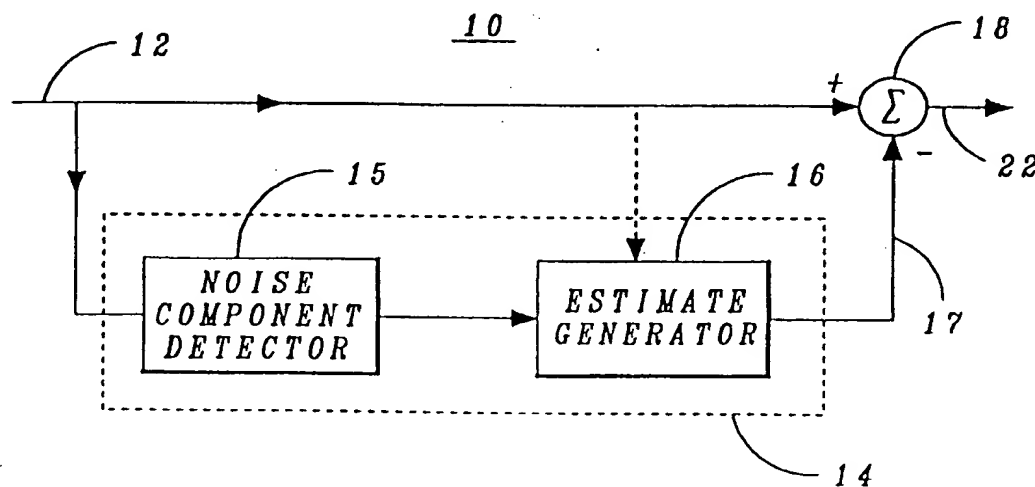 10
12
18
+
Σ
-
22
15
16
NOISE
COMPONENT
DETECTOR
ESTIMATE
GENERATOR
17
14